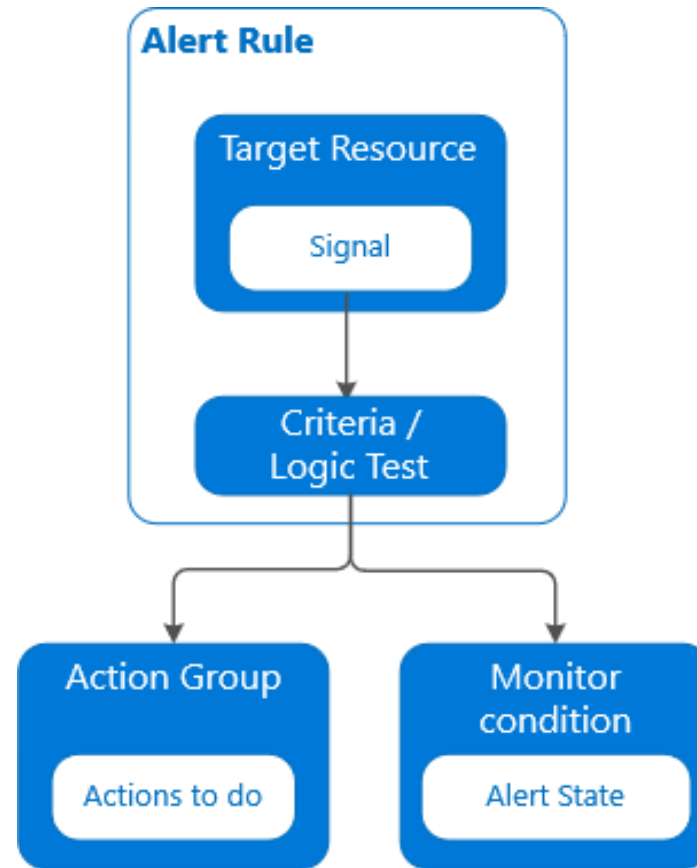 Alert Rule
Target Resource
Signal
Criteria /
Logic Test
Action Group
Actions to do
Monitor
condition
Alert State